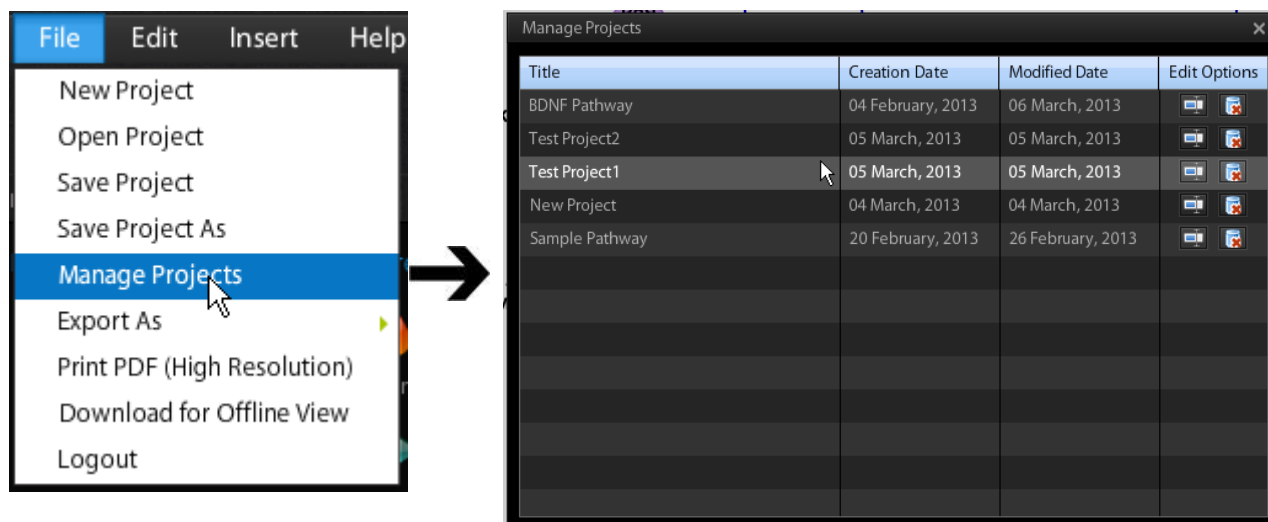 File Edit Insert Help
New Project
Open Project
Save Project
Save Project As
Manage Projects
Export As
Print PDF (High Resolution)
Download for Offline View
Logout
Manage Projects
Title Creation Date Modified Date Edit Options
BDNF Pathway 04 February, 2013 06 March, 2013
Test Project2 05 March, 2013 05 March, 2013
Test Project1 05 March, 2013 05 March, 2013
New Project 04 March, 2013 04 March, 2013
Sample Pathway 20 February, 2013 26 February, 2013